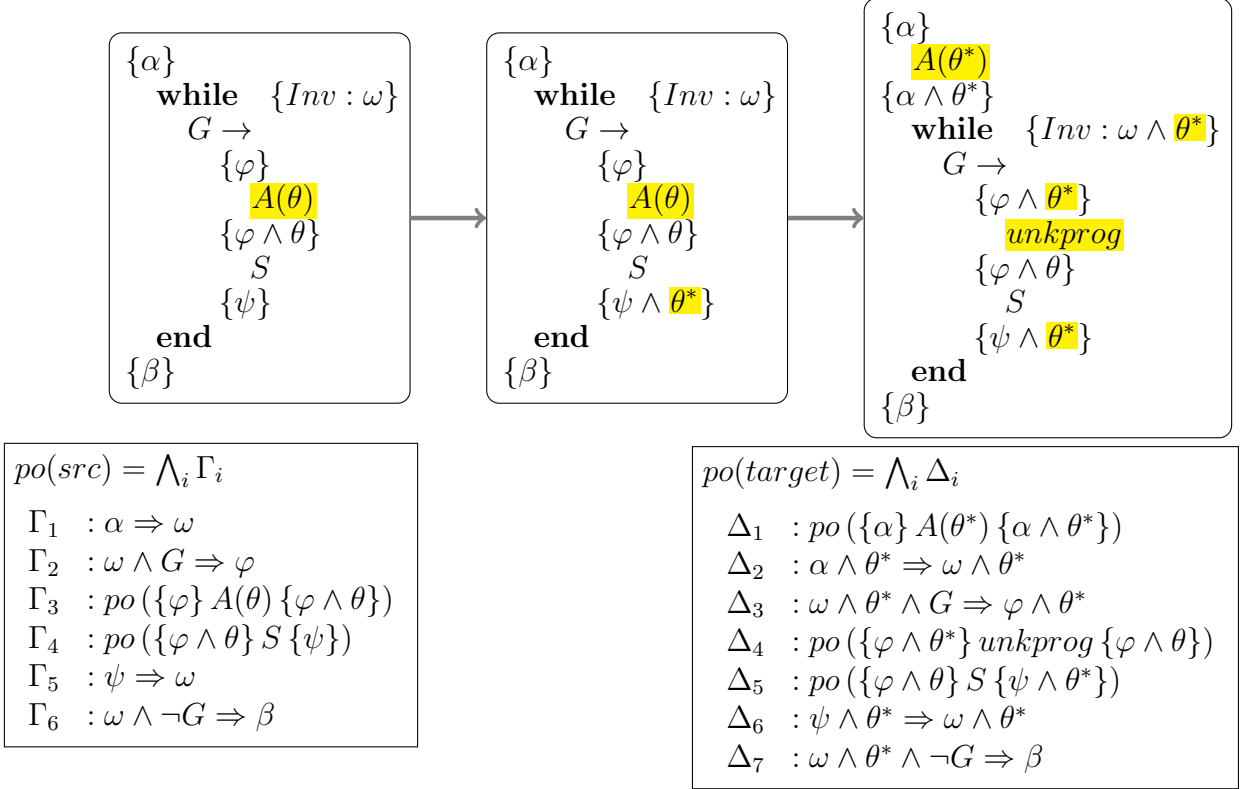 {α}
while {Inv : ω}
G →
{φ}
A(θ)
{φ ∧ θ}
S
{ψ}
end
{β}
{α}
while {Inv : ω}
G →
{φ}
A(θ)
{φ ∧ θ}
S
{ψ ∧ θ*}
end
{β}
{α}
A(θ*)
{α ∧ θ*}
while {Inv : ω ∧ θ*}
G →
{φ ∧ θ*}
unkprog
{φ ∧ θ}
S
{ψ ∧ θ*}
end
{β}
po(src) = ⋀ᵢ Γᵢ
Γ₁ : α ⇒ ω
Γ₂ : ω ∧ G ⇒ φ
Γ₃ : po ({φ} A(θ) {φ ∧ θ})
Γ₄ : po ({φ ∧ θ} S {ψ})
Γ₅ : ψ ⇒ ω
Γ₆ : ω ∧ ¬G ⇒ β
po(target) = ⋀ᵢ Δᵢ
Δ₁ : po ({α} A(θ*) {α ∧ θ*})
Δ₂ : α ∧ θ* ⇒ ω ∧ θ*
Δ₃ : ω ∧ θ* ∧ G ⇒ φ ∧ θ*
Δ₄ : po ({φ ∧ θ*} unkprog {φ ∧ θ})
Δ₅ : po ({φ ∧ θ} S {ψ ∧ θ*})
Δ₆ : ψ ∧ θ* ⇒ ω ∧ θ*
Δ₇ : ω ∧ θ* ∧ ¬G ⇒ β